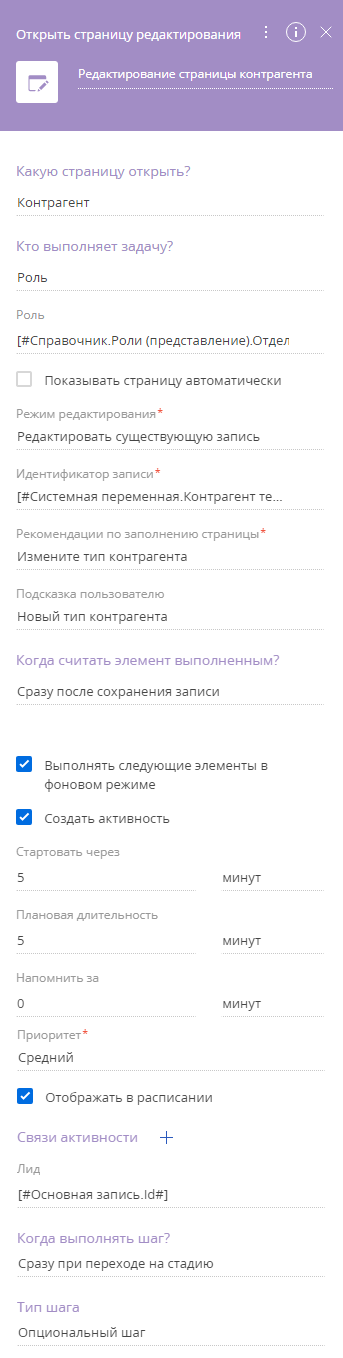 Открыть страницу редактирования
Редактирование страницы контрагента
Какую страницу открыть?
Контрагент
Кто выполняет задачу?
Роль
Роль
[#Справочник.Роли (представление).Отдел
Показывать страницу автоматически
Режим редактирования*
Редактировать существующую запись
Идентификатор записи*
[#Системная переменная.Контрагент те...
Рекомендации по заполнению страницы*
Измените тип контрагента
Подсказка пользователю
Новый тип контрагента
Когда считать элемент выполненным?
Сразу после сохранения записи
Выполнять следующие элементы в
фоновом режиме
Создать активность
Стартовать через
5 минут
Плановая длительность
5 минут
Напомнить за
0 минут
Приоритет*
Средний
Отображать в расписании
Связи активности
Лид
[#Основная запись.Id#]
Когда выполнять шаг?
Сразу при переходе на стадию
Тип шага
Опциональный шаг